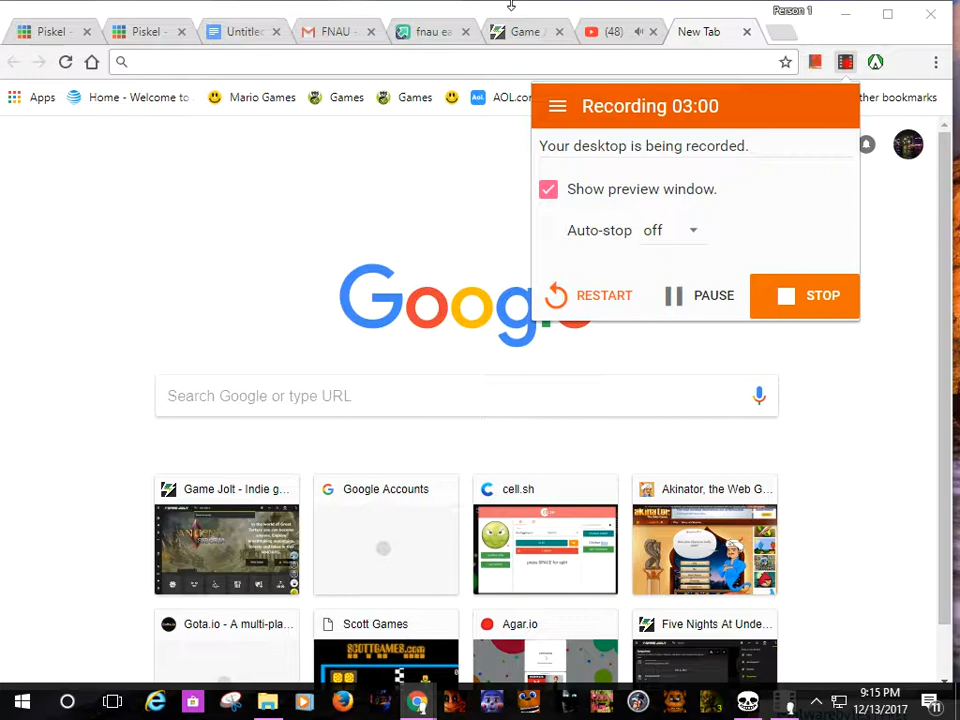 Person 1
Piskel -
Piskel -
Untitled
FNAU -
fnau ea
Game J
(48)
New Tab
Apps
Home - Welcome to
Mario Games
Games
Games
AOL.co
ther bookmarks
Recording 03:00
Your desktop is being recorded.
Show preview window.
Auto-stop off
RESTART
PAUSE
STOP
Google
Search Google or type URL
Game Jolt - Indie g...
Google Accounts
cell.sh
Akinator, the Web G...
Gota.io - A multi-pla...
Scott Games
Agar.io
Five Nights At Unde...
SCOTTGAMES.COM
9:15 PM
12/13/2017
11